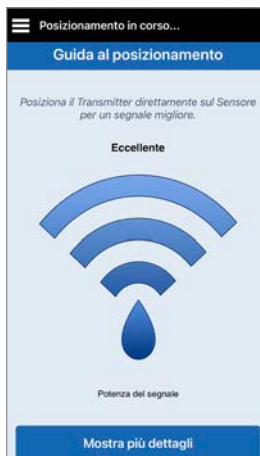 Posizionamento in corso...
Guida al posizionamento
Posiziona il Transmitter direttamente sul Sensore
per un segnale migliore.
Eccellente
Potenza del segnale
Mostra più dettagli